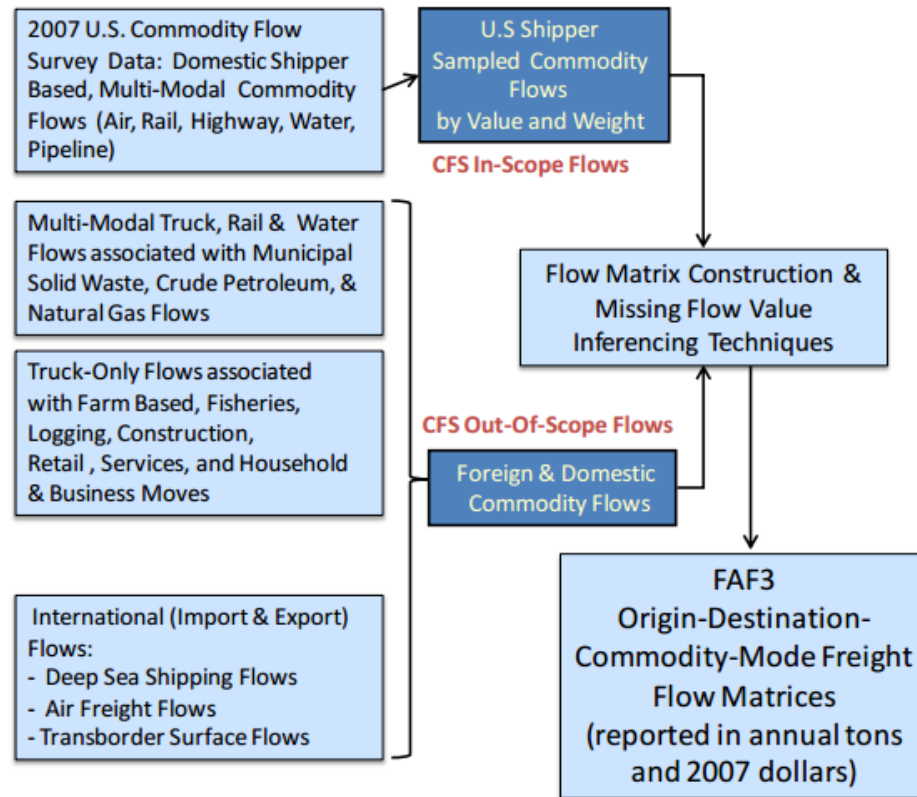 2007 U.S. Commodity Flow
Survey Data: Domestic Shipper
Based, Multi-Modal Commodity
Flows (Air, Rail, Highway, Water,
Pipeline)
U.S Shipper
Sampled Commodity
Flows
by Value and Weight
CFS In-Scope Flows
Multi-Modal Truck, Rail & Water
Flows associated with Municipal
Solid Waste, Crude Petroleum, &
Natural Gas Flows
Flow Matrix Construction &
Missing Flow Value
Inferencing Techniques
Truck-Only Flows associated
with Farm Based, Fisheries,
Logging, Construction,
Retail , Services, and Household
& Business Moves
CFS Out-Of-Scope Flows
Foreign & Domestic
Commodity Flows
International (Import & Export)
Flows:
- Deep Sea Shipping Flows
- Air Freight Flows
- Transborder Surface Flows
FAF3
Origin-Destination-
Commodity-Mode Freight
Flow Matrices
(reported in annual tons
and 2007 dollars)